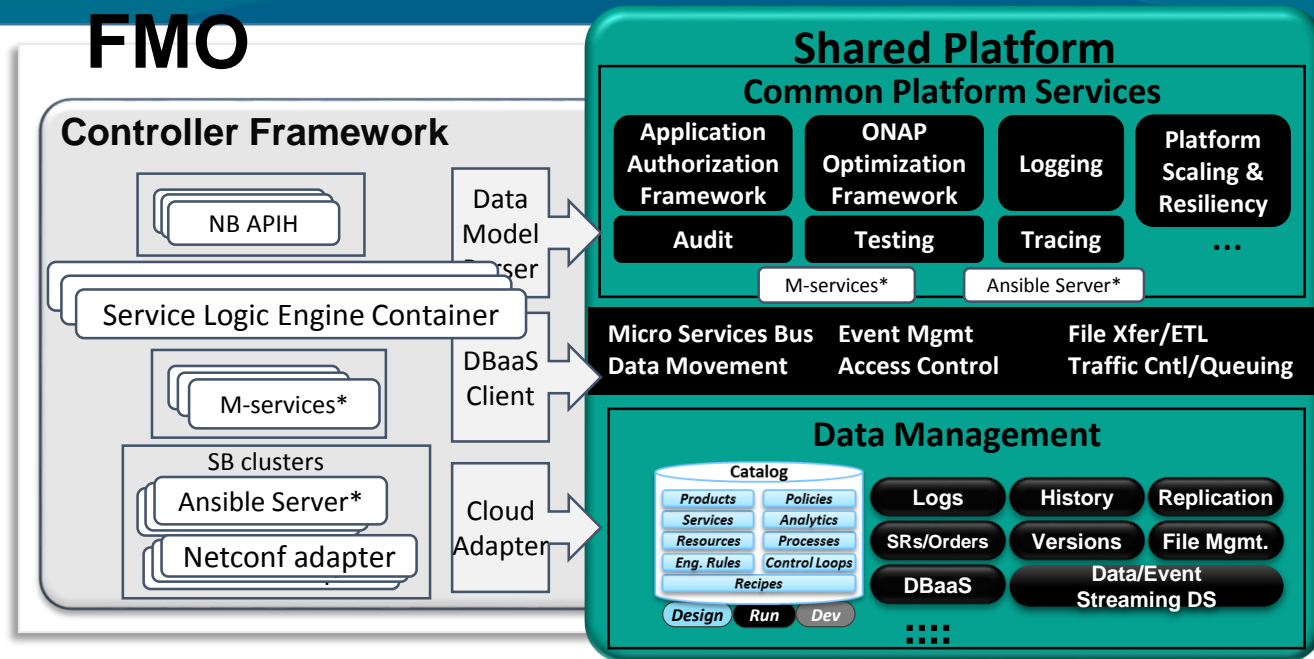 FMO
Controller Framework
NB APIH
Service Logic Engine Container
M-services*
SB clusters
Ansible Server*
Netconf adapter
Data
Model
DBaaS
Client
Cloud
Adapter
Shared Platform
Common Platform Services
Application
Authorization
Framework
ONAP
Optimization
Framework
Logging
Platform
Scaling &
Resiliency
Audit
Testing
Tracing
...
M-services*
Ansible Server*
Micro Services Bus
Event Mgmt
File Xfer/ETL
Data Movement
Access Control
Traffic Cntl/Queuing
Data Management
Catalog
Products
Policies
Services
Analytics
Resources
Processes
Eng. Rules
Control Loops
Recipes
Design
Run
Dev
Logs
History
Replication
SRs/Orders
Versions
File Mgmt.
DBaaS
Data/Event
Streaming DS